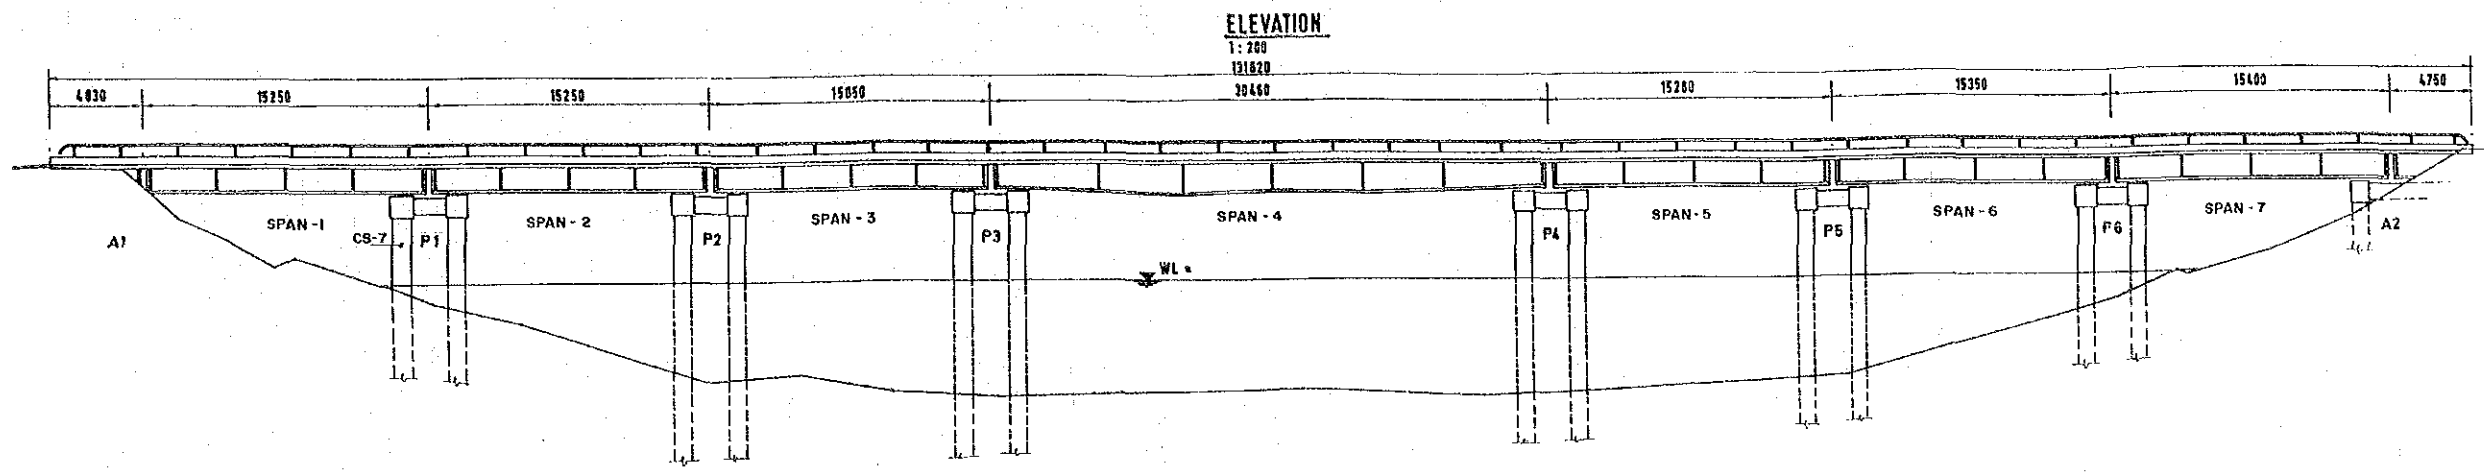 ELEVATION
1:200
131620
4830 15250 15250 15050 30460 15280 15350 15400 4750
SPAN-1 SPAN-2 SPAN-3 SPAN-4 SPAN-5 SPAN-6 SPAN-7
A1 CS-7 P1 P2 P3 P4 P5 P6 A2
WL